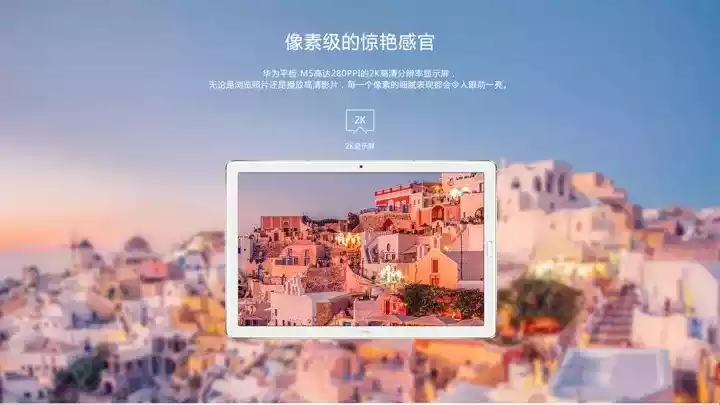 像素级的惊艳感官
华为平板 M5高达280PPI的2K高清分辨率显示屏，
无论是浏览照片还是播放高清影片，每一个像素的细腻表现都会令人眼前一亮。
2K
2K显示屏